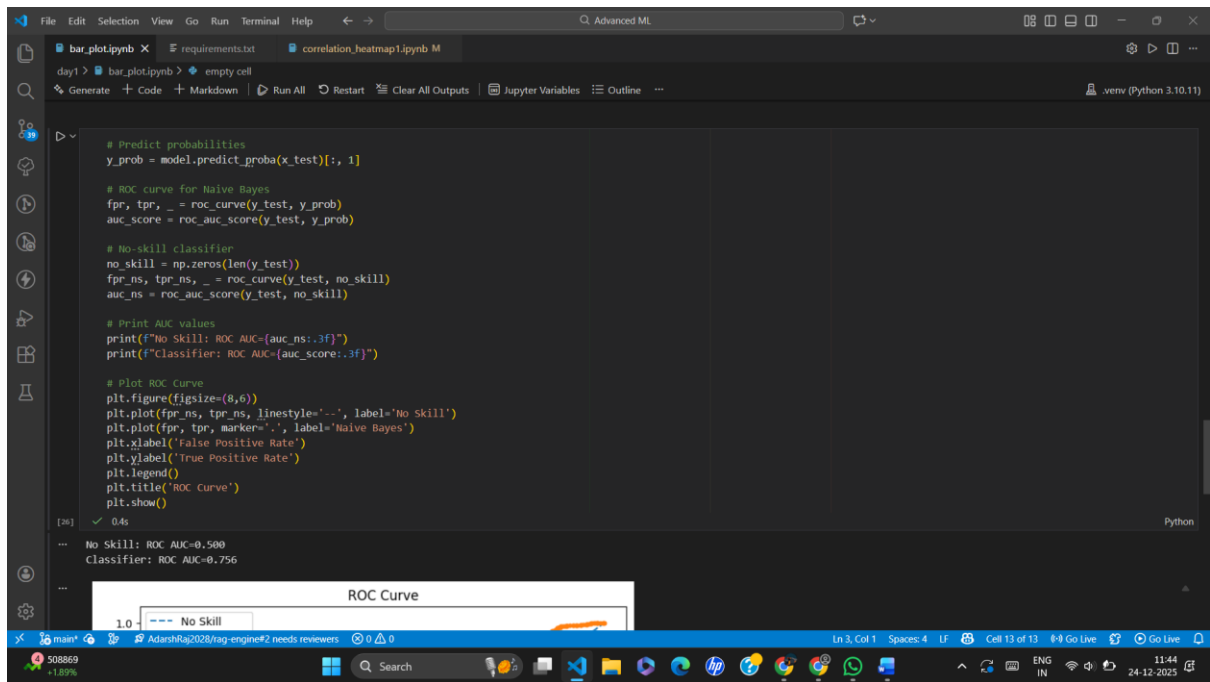 File Edit Selection View Go Run Terminal Help
Advanced ML
bar_plot.ipynb
requirements.txt
correlation_heatmap1.ipynb M
day1 > bar_plot.ipynb > empty cell
Generate + Code + Markdown Run All Restart Clear All Outputs Jupyter Variables Outline ...
.venv (Python 3.10.11)
39
# Predict probabilities
y_prob = model.predict_proba(x_test)[:, 1]
# ROC curve for Naive Bayes
fpr, tpr, _ = roc_curve(y_test, y_prob)
auc_score = roc_auc_score(y_test, y_prob)
# No-skill classifier
no_skill = np.zeros(len(y_test))
fpr_ns, tpr_ns, _ = roc_curve(y_test, no_skill)
auc_ns = roc_auc_score(y_test, no_skill)
# Print AUC values
print(f"No Skill: ROC AUC={auc_ns:.3f}")
print(f"Classifier: ROC AUC={auc_score:.3f}")
# Plot ROC Curve
plt.figure(figsize=(8,6))
plt.plot(fpr_ns, tpr_ns, linestyle='--', label='No Skill')
plt.plot(fpr, tpr, marker='.', label='Naive Bayes')
plt.xlabel('False Positive Rate')
plt.ylabel('True Positive Rate')
plt.legend()
plt.title('ROC Curve')
plt.show()
[26] 0.4s
Python
No Skill: ROC AUC=0.500
Classifier: ROC AUC=0.756
ROC Curve
1.0
No Skill
main* AdarshRaj2028/rag-engine#2 needs reviewers 0 0
Ln 3, Col 1 Spaces: 4 LF Cell 13 of 13 Go Live Go Live
4
508869
+1.89%
Search
hp
ENG
IN
11:44
24-12-2025